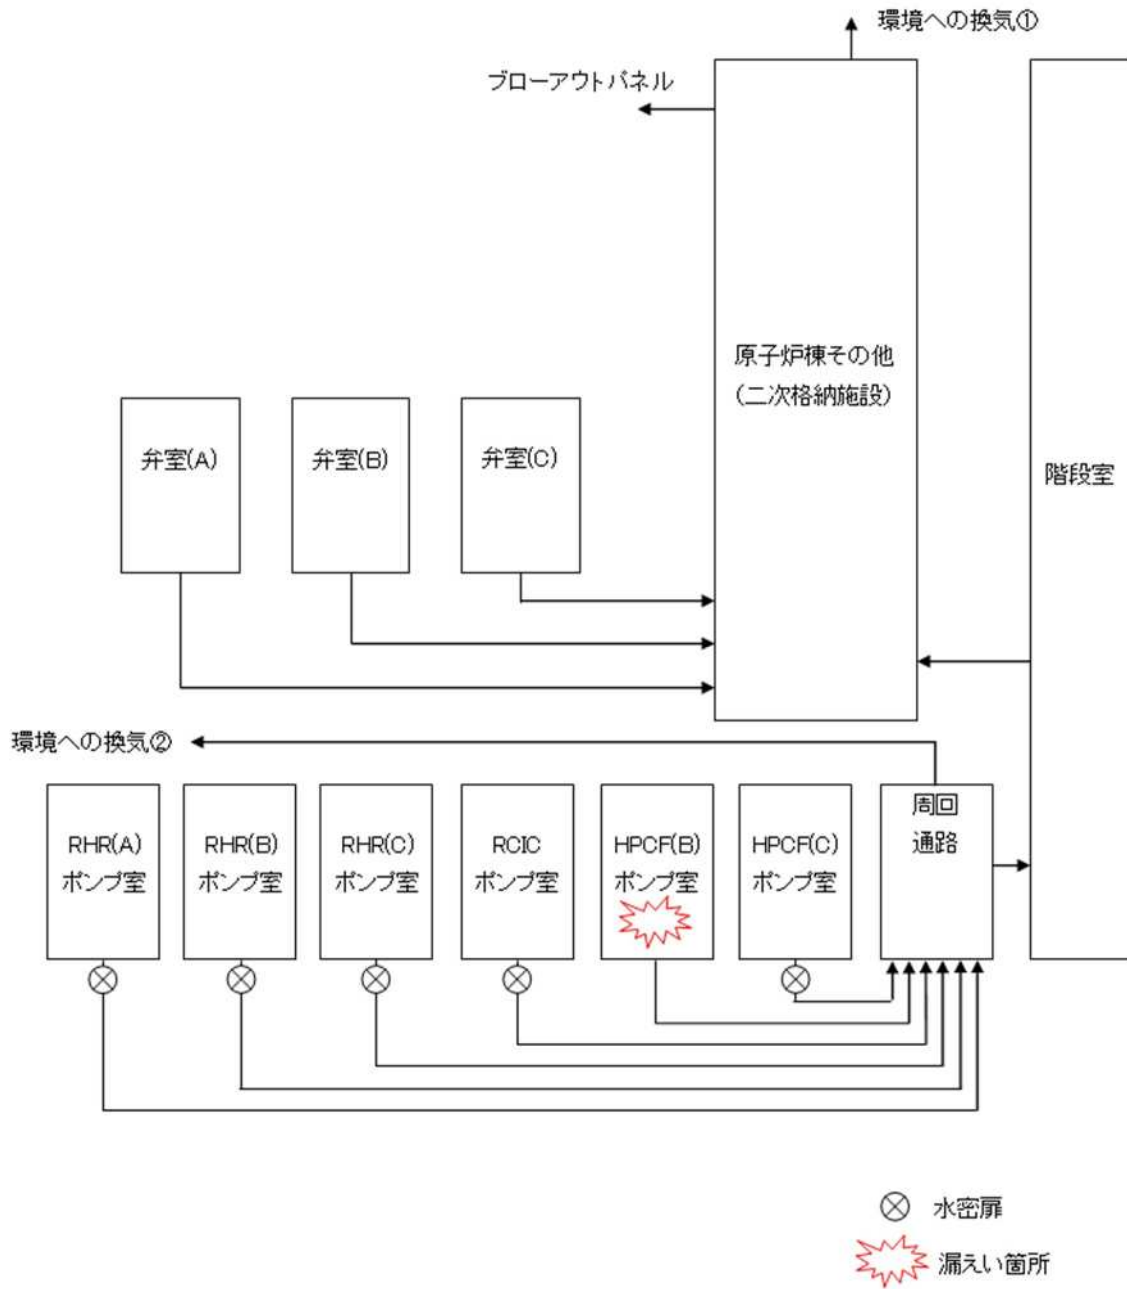 環境への換気①
ブローアウトパネル
原子炉棟その他
(二次格納施設)
階段室
弁室(A)
弁室(B)
弁室(C)
環境への換気②
RHR(A)
ポンプ室
RHR(B)
ポンプ室
RHR(C)
ポンプ室
RCIC
ポンプ室
HPCF(B)
ポンプ室
HPCF(C)
ポンプ室
周回
通路
水密扉
漏えい箇所